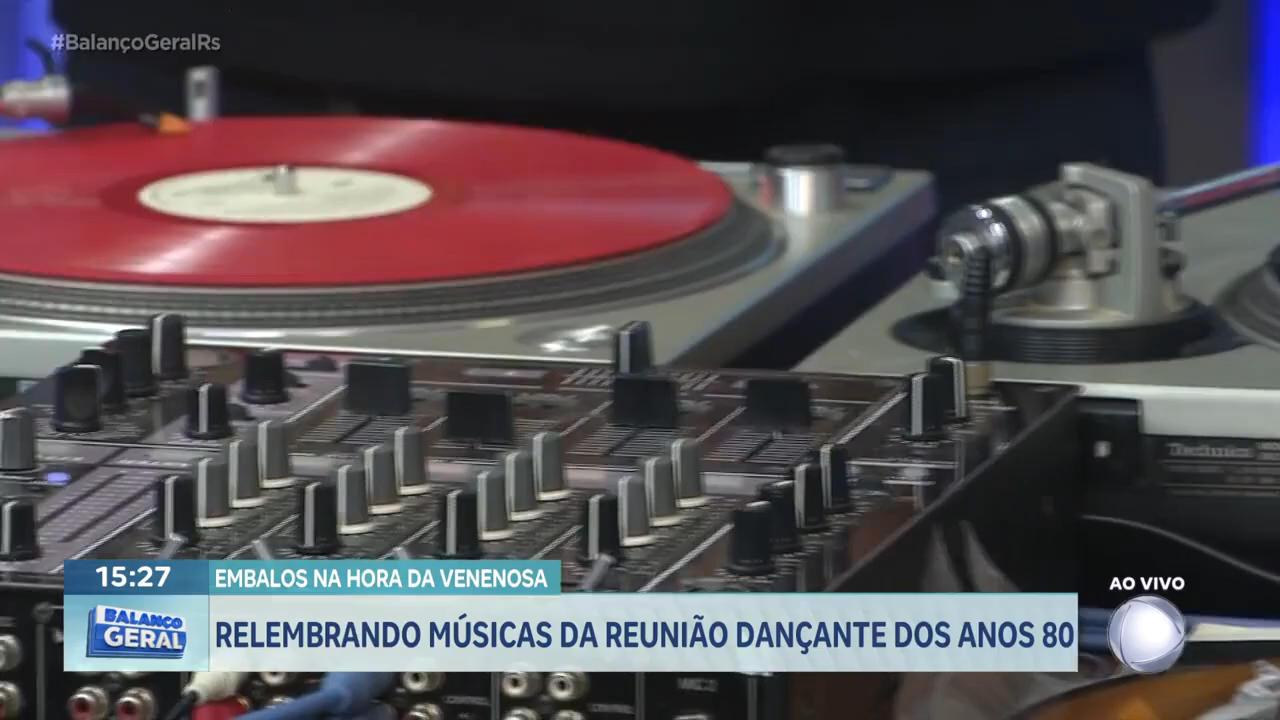 #BalançoGeralRs
Technics
AO VIVO
15:27
EMBALOS NA HORA DA VENENOSA
BALANÇO
GERAL
RELEMBRANDO MÚSICAS DA REUNIÃO DANÇANTE DOS ANOS 80